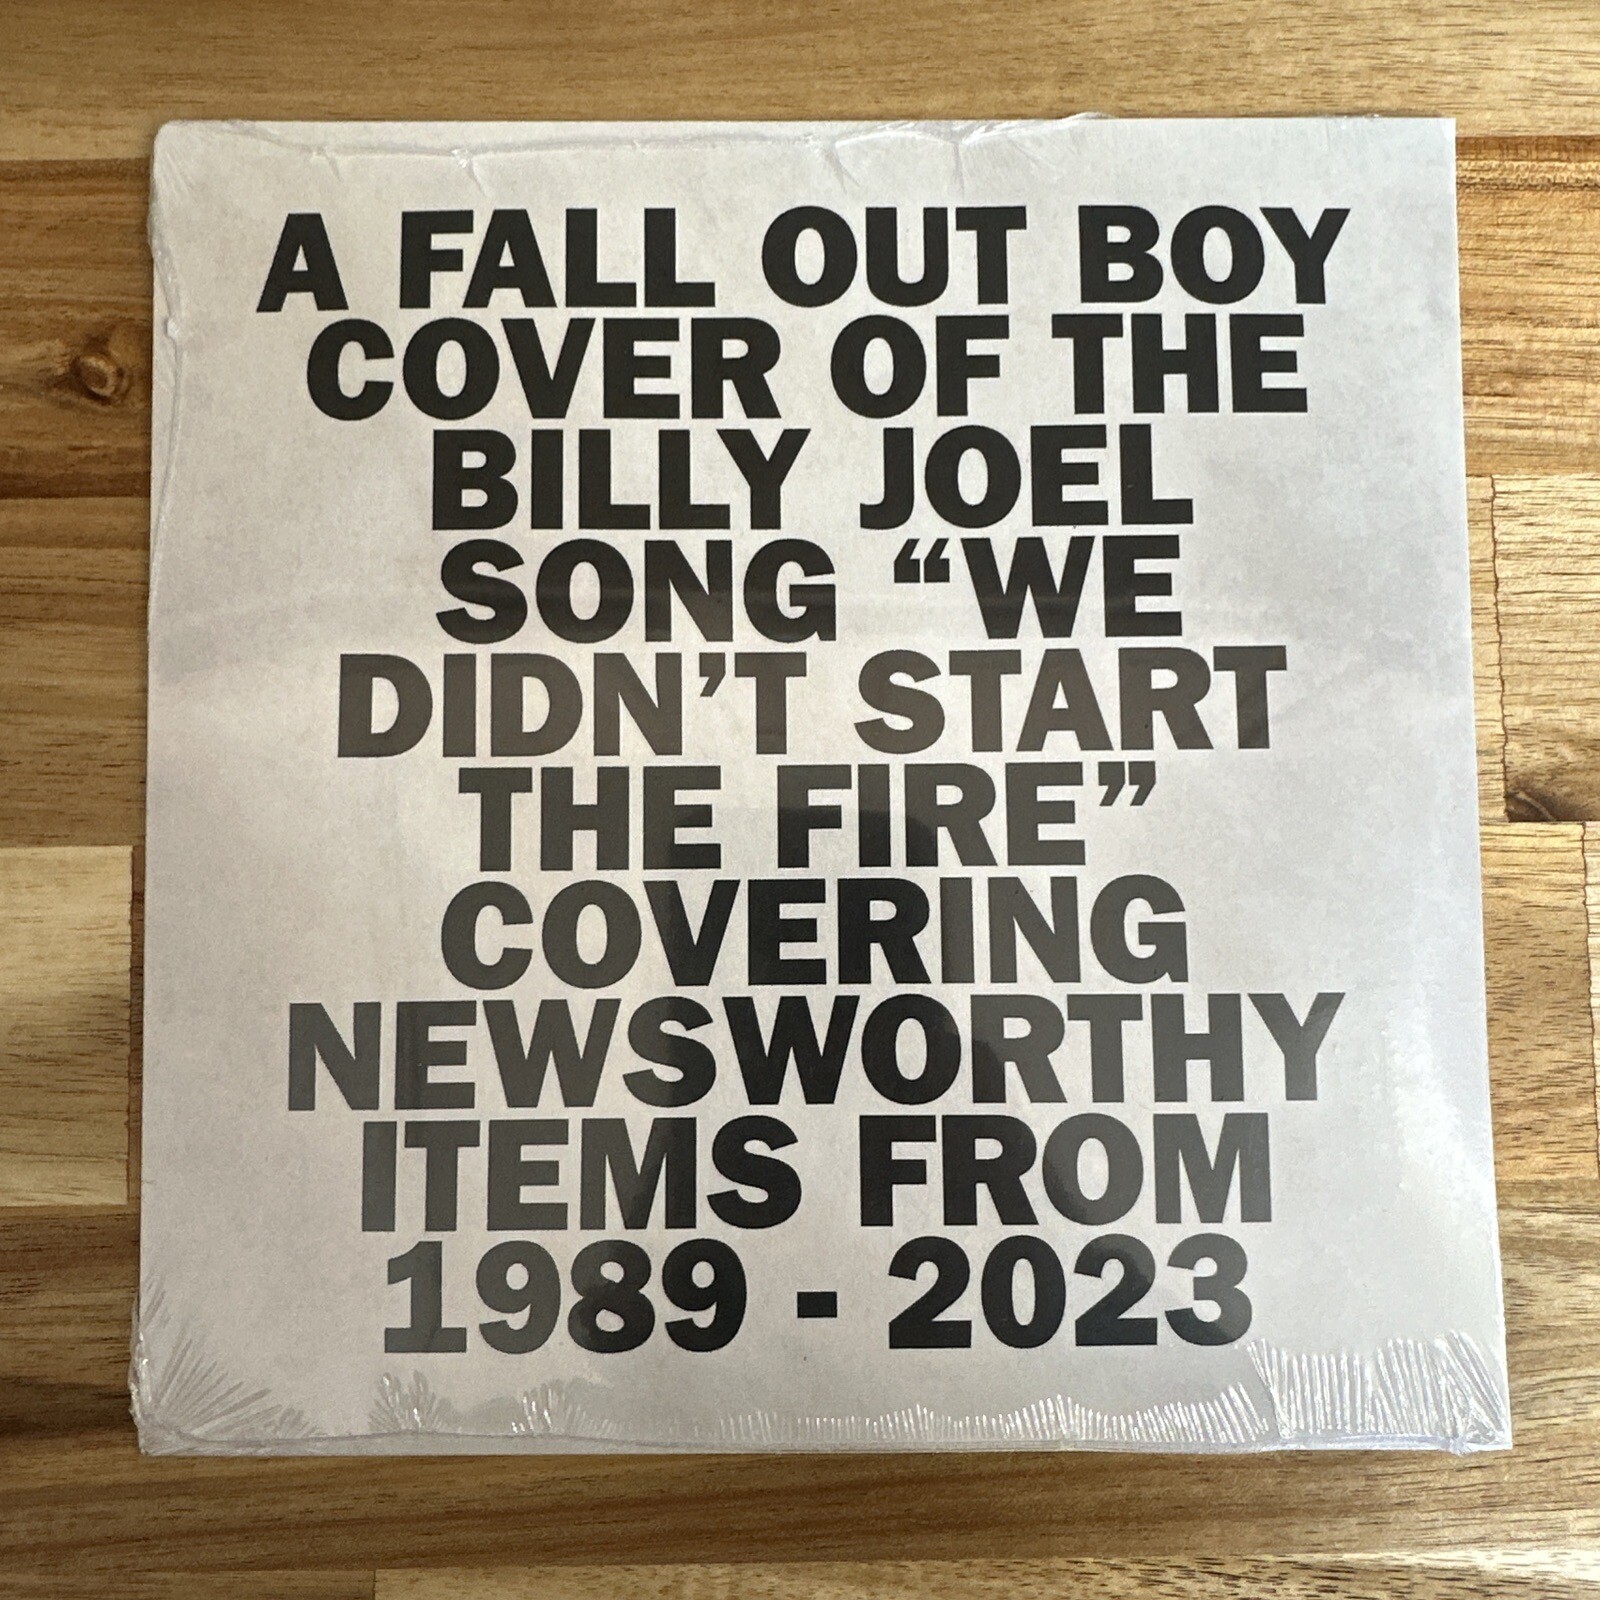 A FALL OUT BOY
COVER OF THE
BILLY JOEL
SONG “WE
DIDN’T START
THE FIRE”
COVERING
NEWSWORTHY
ITEMS FROM
1989 - 2023